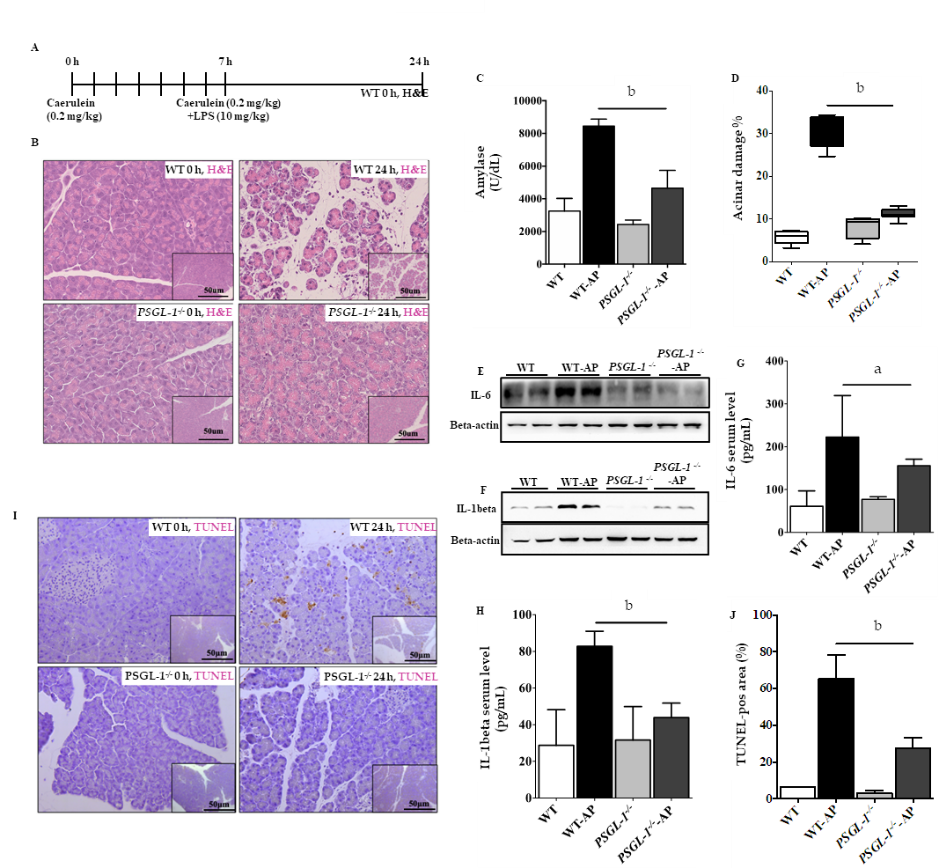 A
0 h 7 h 24 h
WT 0 h, H&E
Caerulein
(0.2 mg/kg)
Caerulein (0.2 mg/kg)
+LPS (10 mg/kg)
B
WT 0 h, H&E
50um
WT 24 h, H&E
50um
PSGL-1-/- 0 h, H&E
50um
PSGL-1-/- 24 h, H&E
50um
C
Amylase
(U/dL)
10000
8000
6000
4000
2000
0
b
WT
WT-AP
PSGL-1-/-
PSGL-1-/--AP
D
Acinar damage %
40
30
20
10
0
b
WT
WT-AP
PSGL-1-/-
PSGL-1-/--AP
E
WT WT-AP PSGL-1 -/- PSGL-1 -/-
-AP
IL-6
Beta-actin
F
WT WT-AP PSGL-1 -/- PSGL-1 -/-
-AP
IL-1beta
Beta-actin
G
IL-6 serum level
(pg/mL)
400
300
200
100
0
a
WT
WT-AP
PSGL-1-/-
PSGL-1-/--AP
H
IL-1beta serum level
(pg/mL)
100
80
60
40
20
0
b
WT
WT-AP
PSGL-1-/-
PSGL-1-/--AP
I
WT 0 h, TUNEL
50μm
WT 24 h, TUNEL
50μm
PSGL-1-/- 0 h, TUNEL
50μm
PSGL-1-/- 24 h, TUNEL
50μm
J
TUNEL-pos area (%)
100
80
60
40
20
0
b
WT
WT-AP
PSGL-1-/-
PSGL-1-/--AP